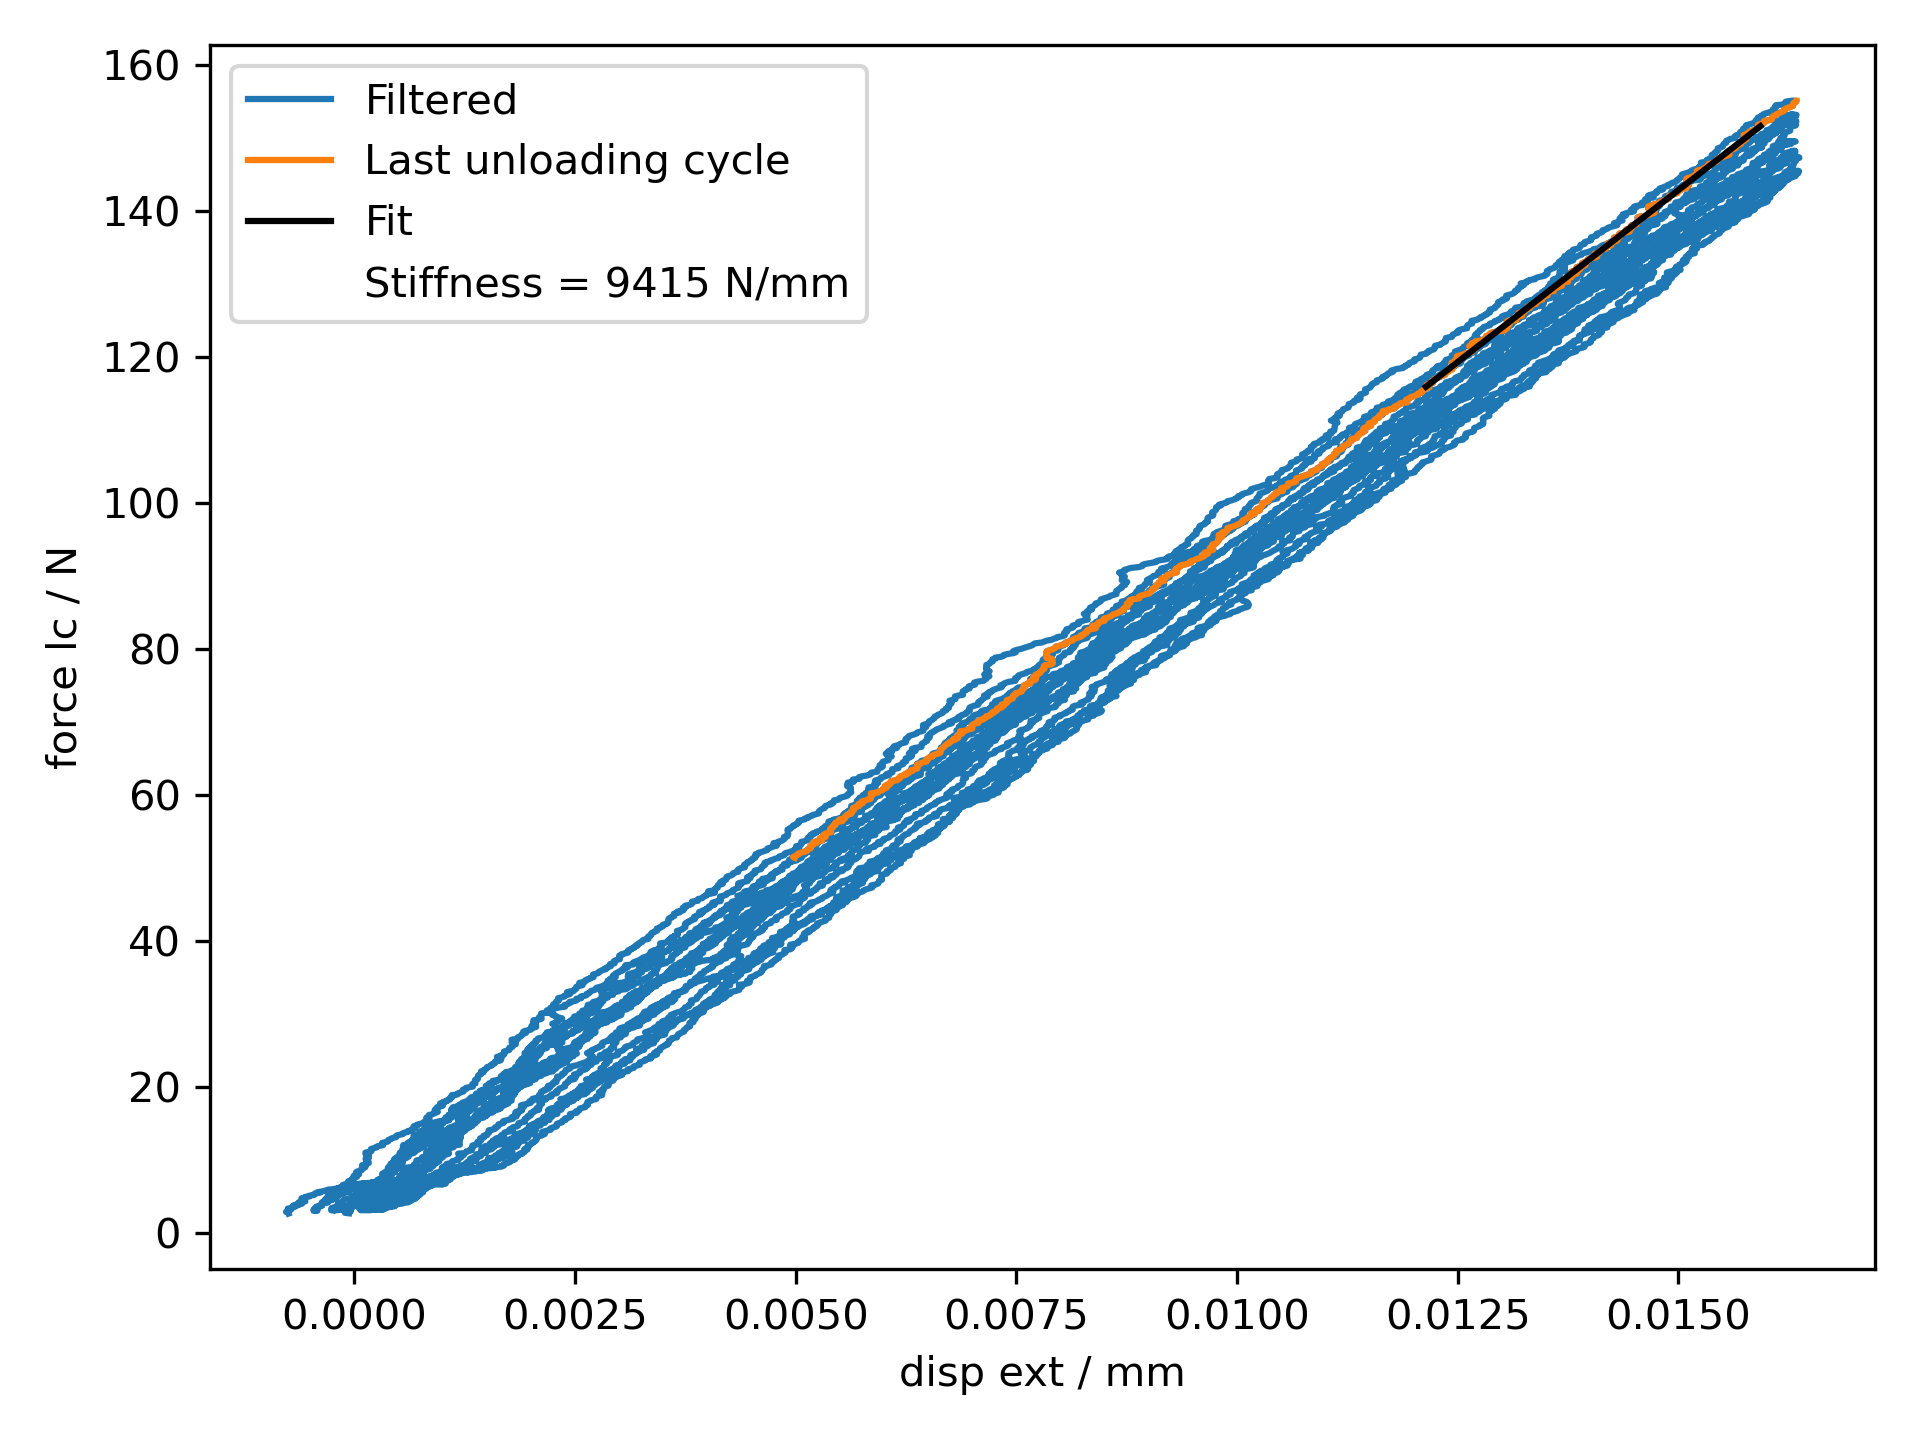 160
140
120
100
80
60
40
20
0
force lc / N
Filtered
Last unloading cycle
Fit
Stiffness = 9415 N/mm
0.0000 0.0025 0.0050 0.0075 0.0100 0.0125 0.0150
disp ext / mm